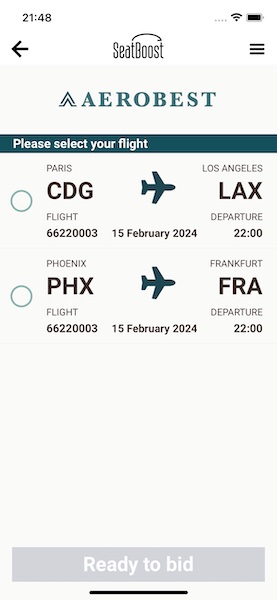 21:48
SeatBoost
AEROBEST
Please select your flight
PARIS LOS ANGELES
CDG LAX
FLIGHT DEPARTURE
66220003 15 February 2024 22:00
PHOENIX FRANKFURT
PHX FRA
FLIGHT DEPARTURE
66220003 15 February 2024 22:00
Ready to bid